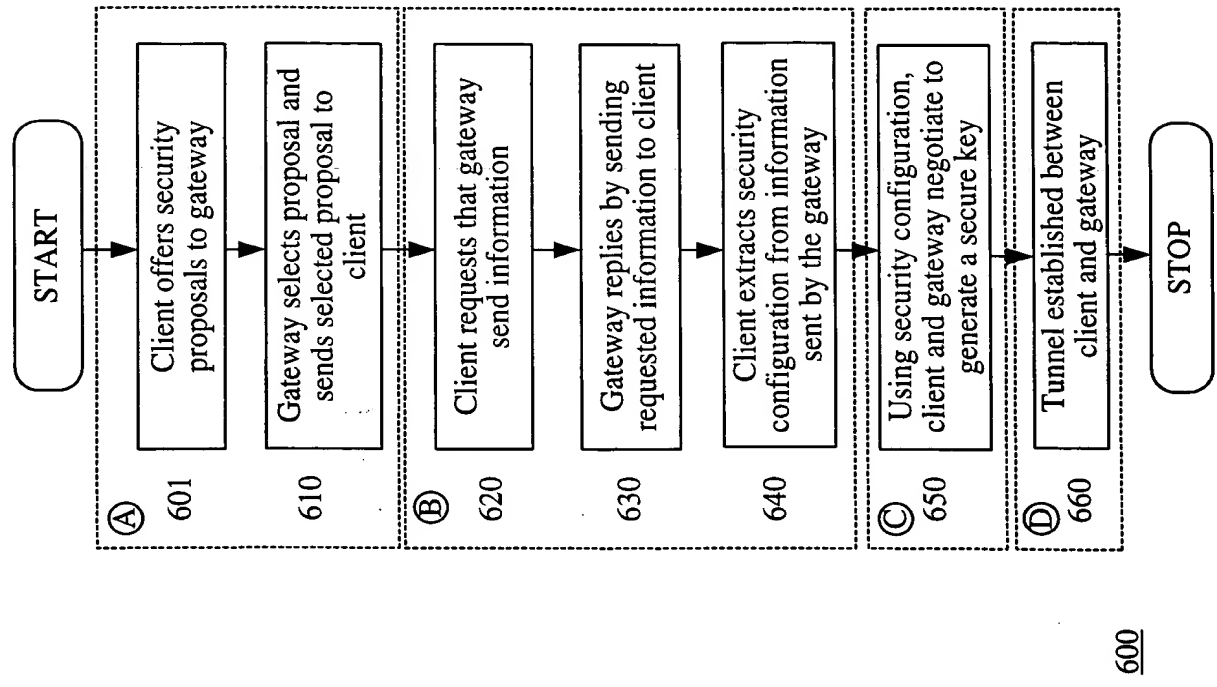 START
Ⓐ
601
Client offers security
proposals to gateway
610
Gateway selects proposal and
sends selected proposal to
client
Ⓑ
620
Client requests that gateway
send information
630
Gateway replies by sending
requested information to client
640
Client extracts security
configuration from information
sent by the gateway
Ⓒ
650
Using security configuration,
client and gateway negotiate to
generate a secure key
Ⓓ
660
Tunnel established between
client and gateway
STOP
600